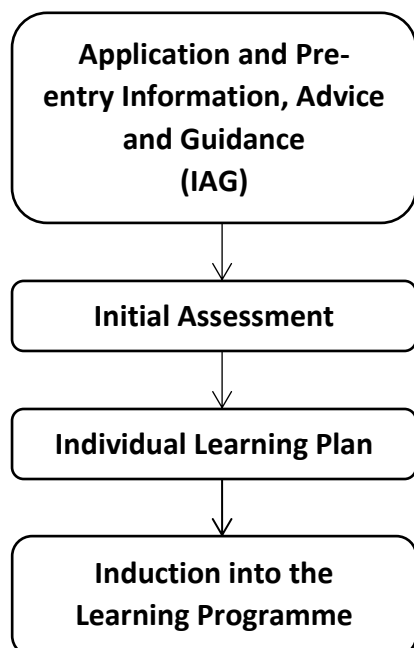 Application and Pre-
entry Information, Advice
and Guidance
(IAG)
Initial Assessment
Individual Learning Plan
Induction into the
Learning Programme